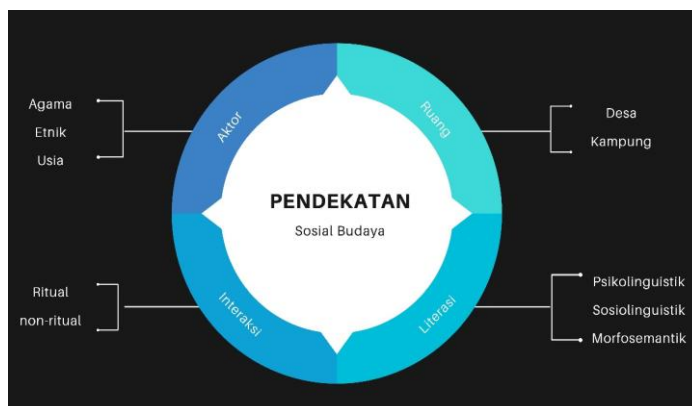 Agama
Etnik
Usia
Aktor
Ruang
Desa
Kampung
PENDEKATAN
Sosial Budaya
Ritual
non-ritual
Interaksi
Literasi
Psikolinguistik
Sosiolinguistik
Morfosemantik